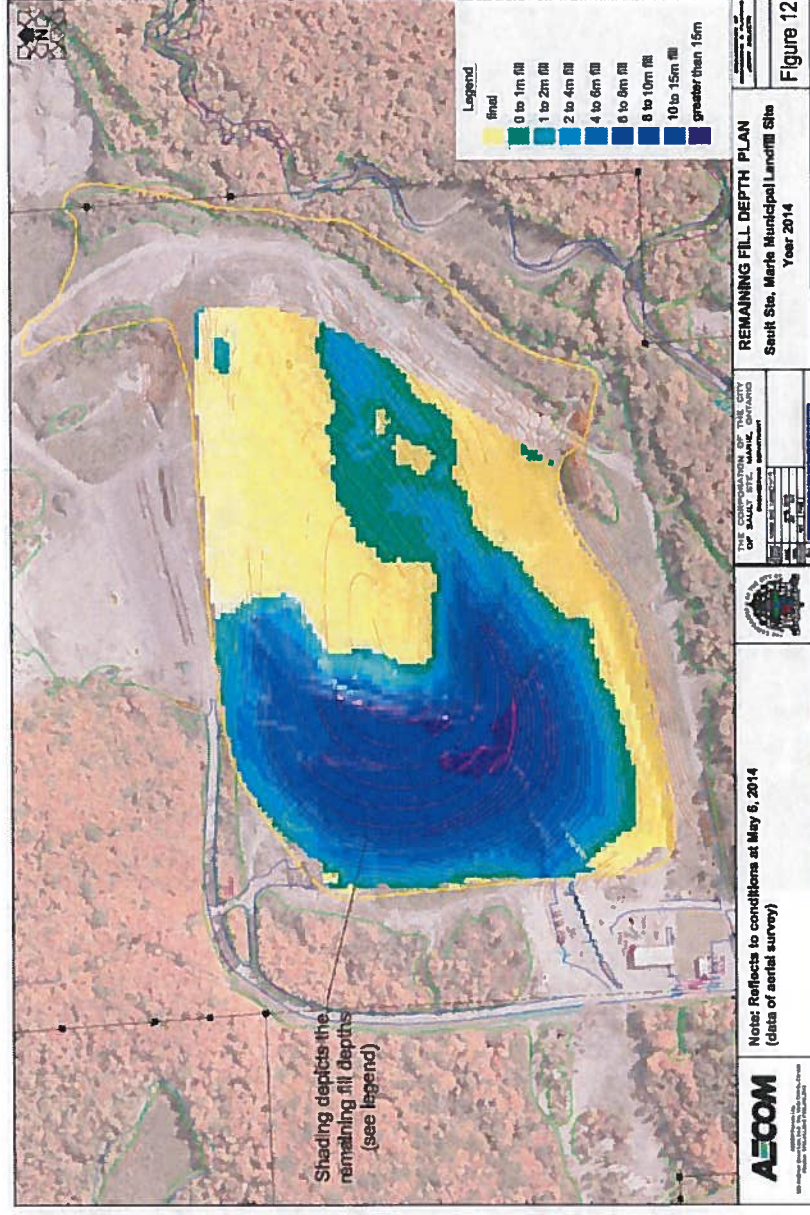 N
Legend
final
0 to 1m fill
1 to 2m fill
2 to 4m fill
4 to 6m fill
6 to 8m fill
8 to 10m fill
10 to 15m fill
greater than 15m
Shading depicts the
remaining fill depths
(see legend)
AECOM
Note: Reflects to conditions at May 6, 2014
(data of aerial survey)
THE CORPORATION OF THE CITY
OF SAULT STE. MARIE, ONTARIO
ENGINEERING DEPARTMENT
REMAINING FILL DEPTH PLAN
Sault Ste. Marie Municipal Landfill Site
Year 2014
Figure 12